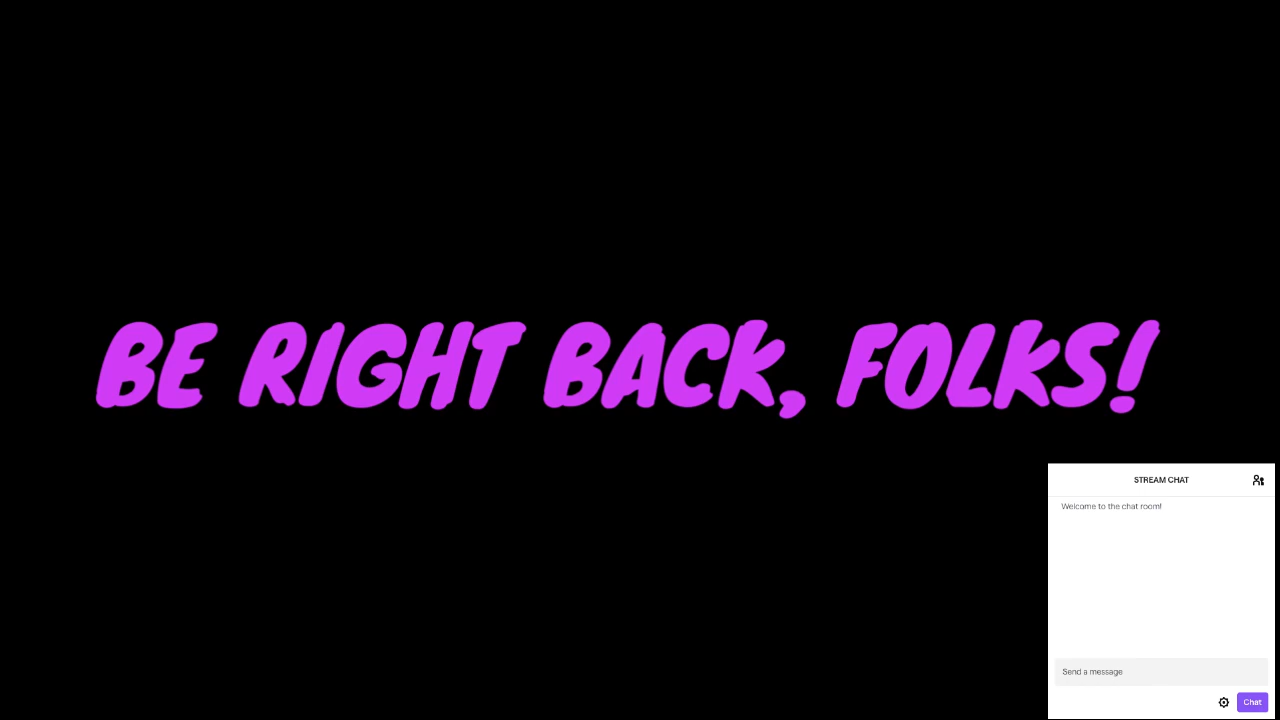 BE RIGHT BACK, FOLKS!
STREAM CHAT
Welcome to the chat room!
Send a message
Chat